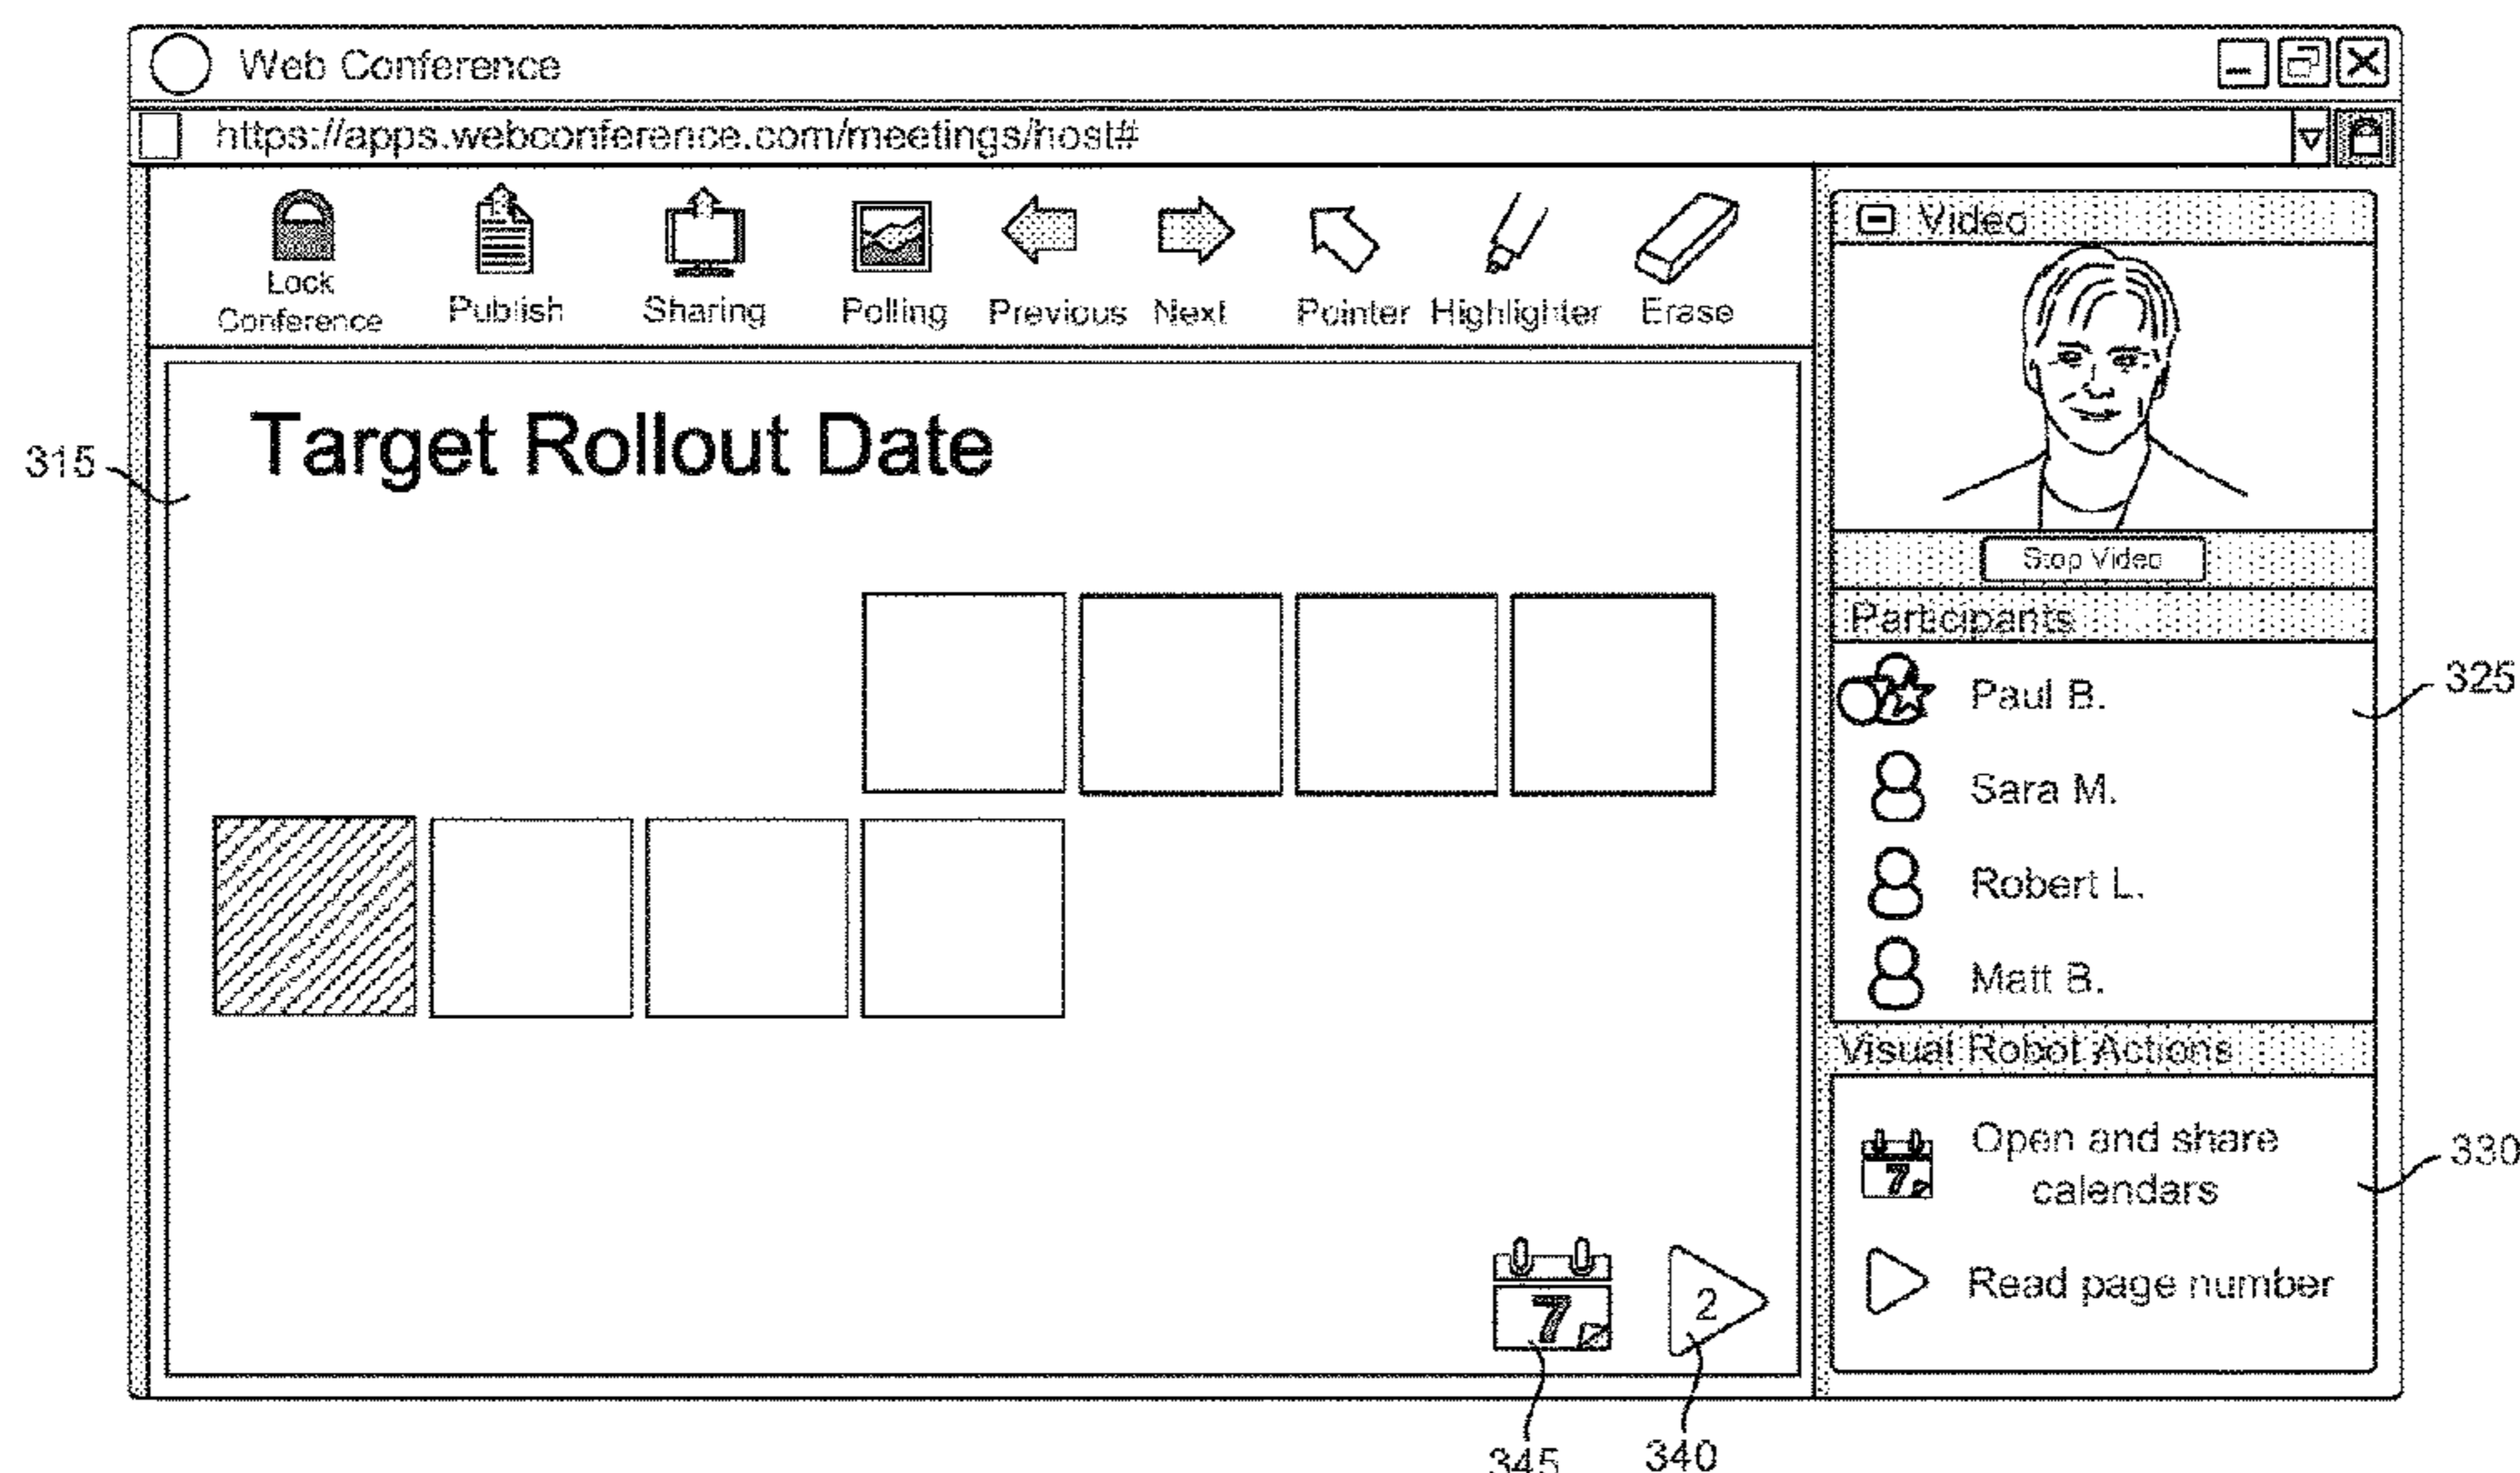 Web Conference
https://apps.webconference.com/meetings/host#
Lock
Conference
Publish
Sharing
Polling
Previous
Next
Pointer
Highlighter
Erase
Video
Stop Video
Participants
Paul B.
Sara M.
Robert L.
Matt B.
Visual Robot Actions
7
Open and share
calendars
Read page number
Target Rollout Date
7
2
315
325
330
345
340